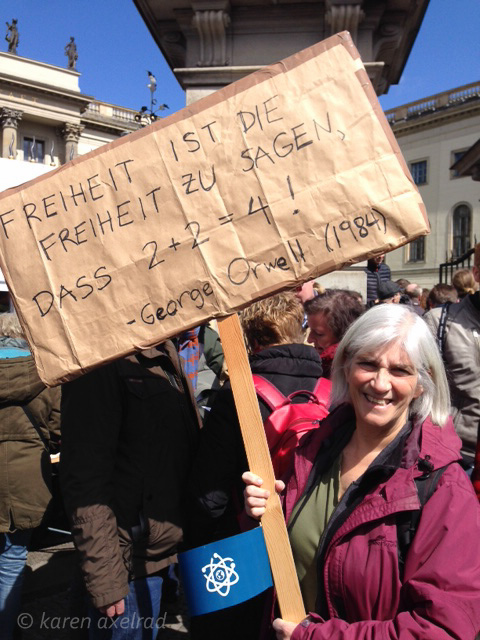 FREIHEIT IST DIE
FREIHEIT ZU SAGEN,
DASS 2+2 = 4!
-George Orwell (1984)
© karen axelrad